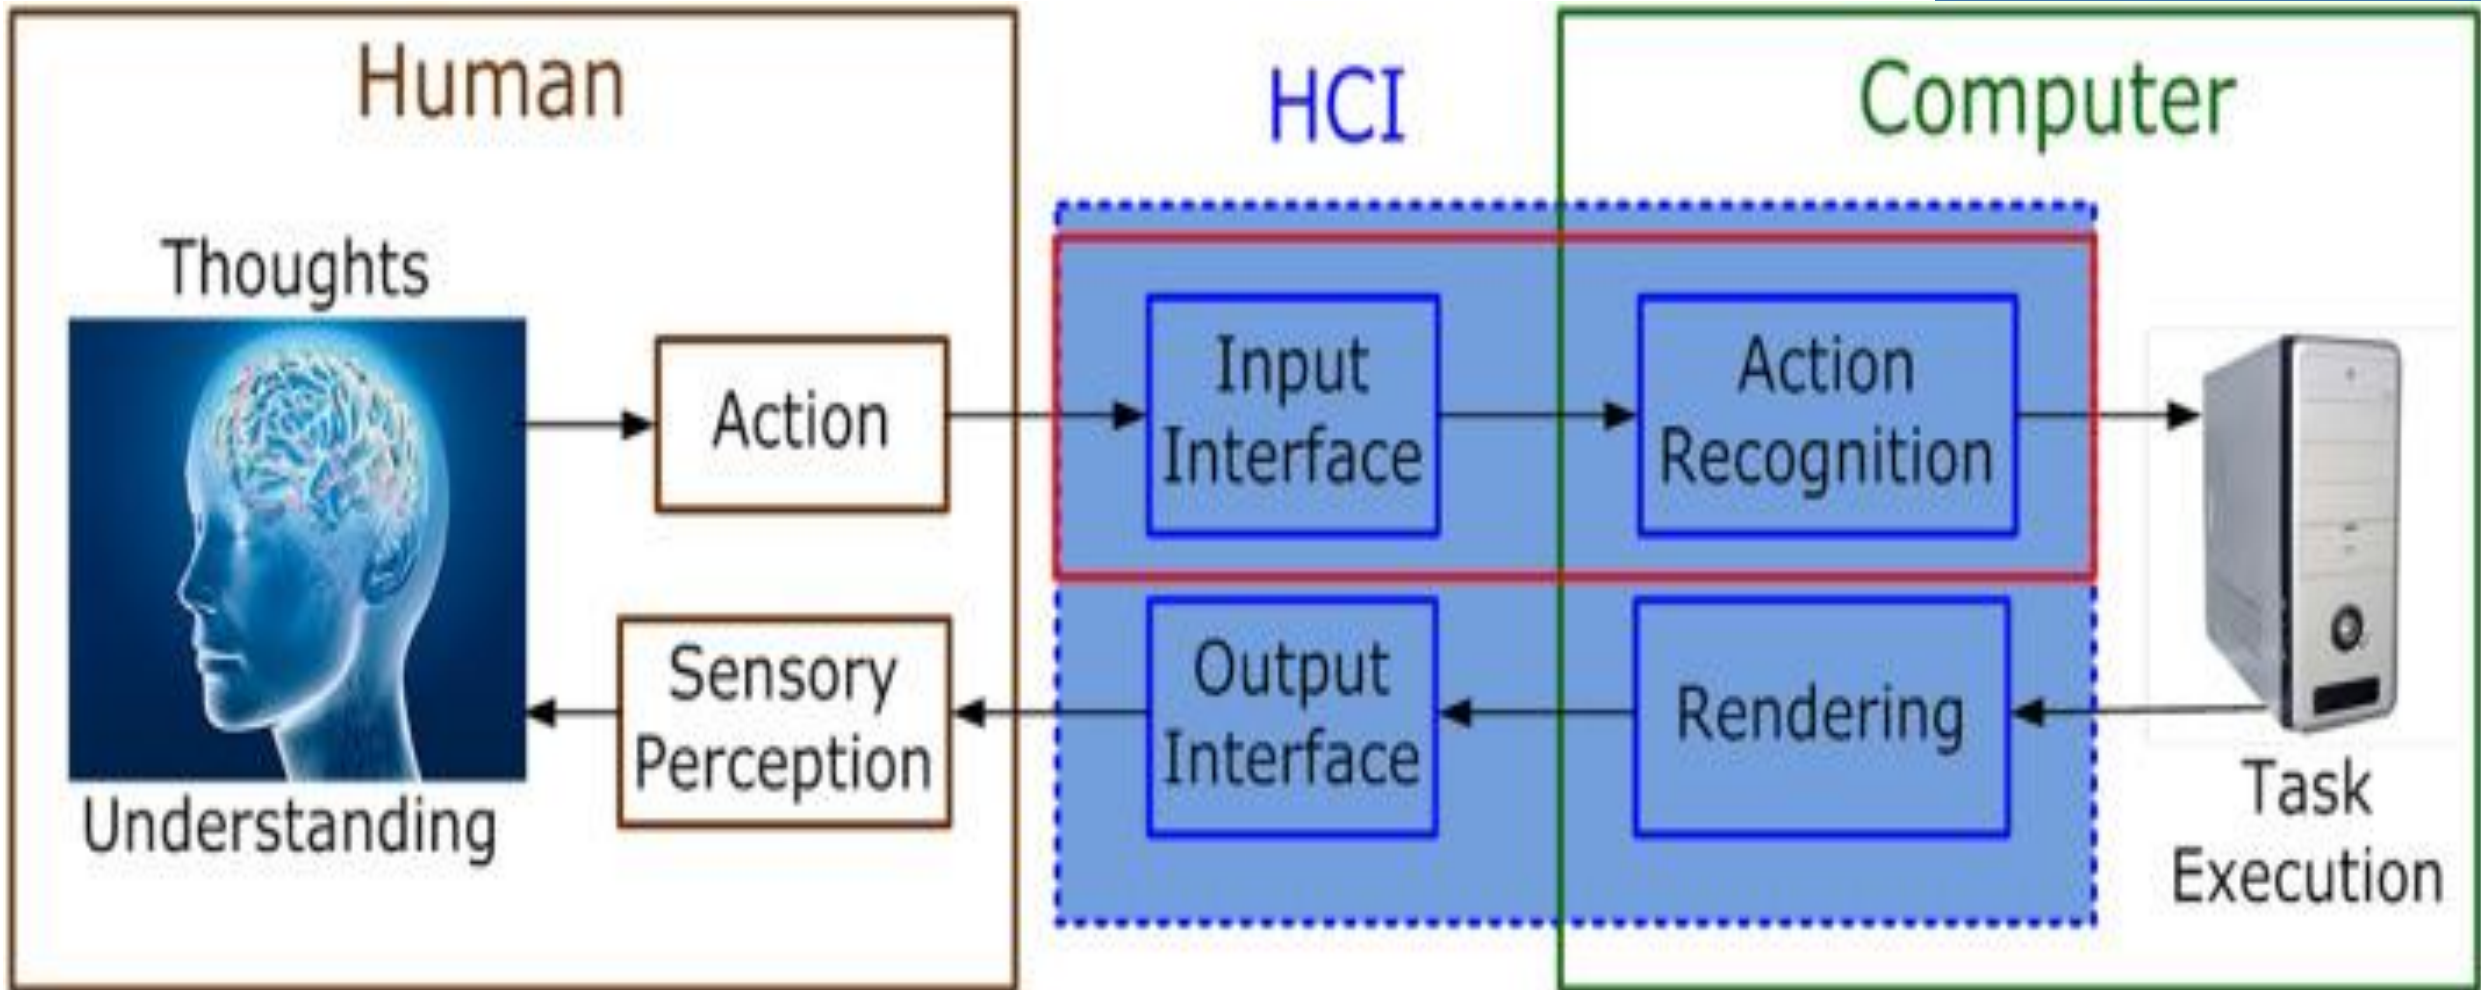 Human
HCI
Computer
Thoughts
Action
Input
Interface
Action
Recognition
Sensory
Perception
Output
Interface
Rendering
Understanding
Task
Execution